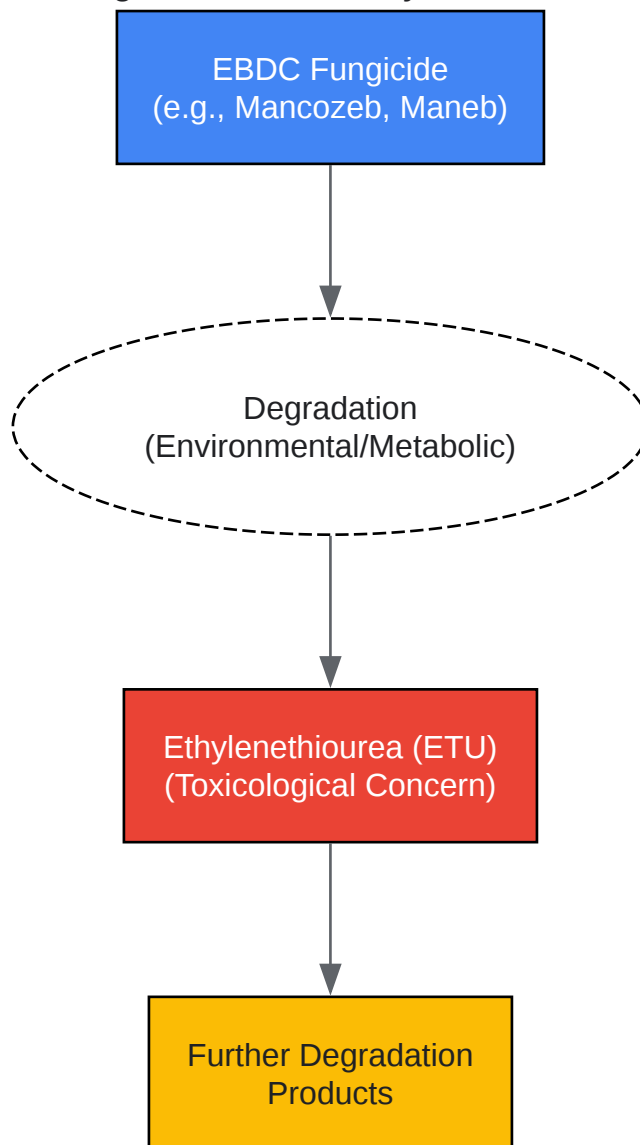 EBDC Fungicide
(e.g., Mancozeb, Maneb)
Degradation
(Environmental/Metabolic)
Ethylenethiourea (ETU)
(Toxicological Concern)
Further Degradation
Products